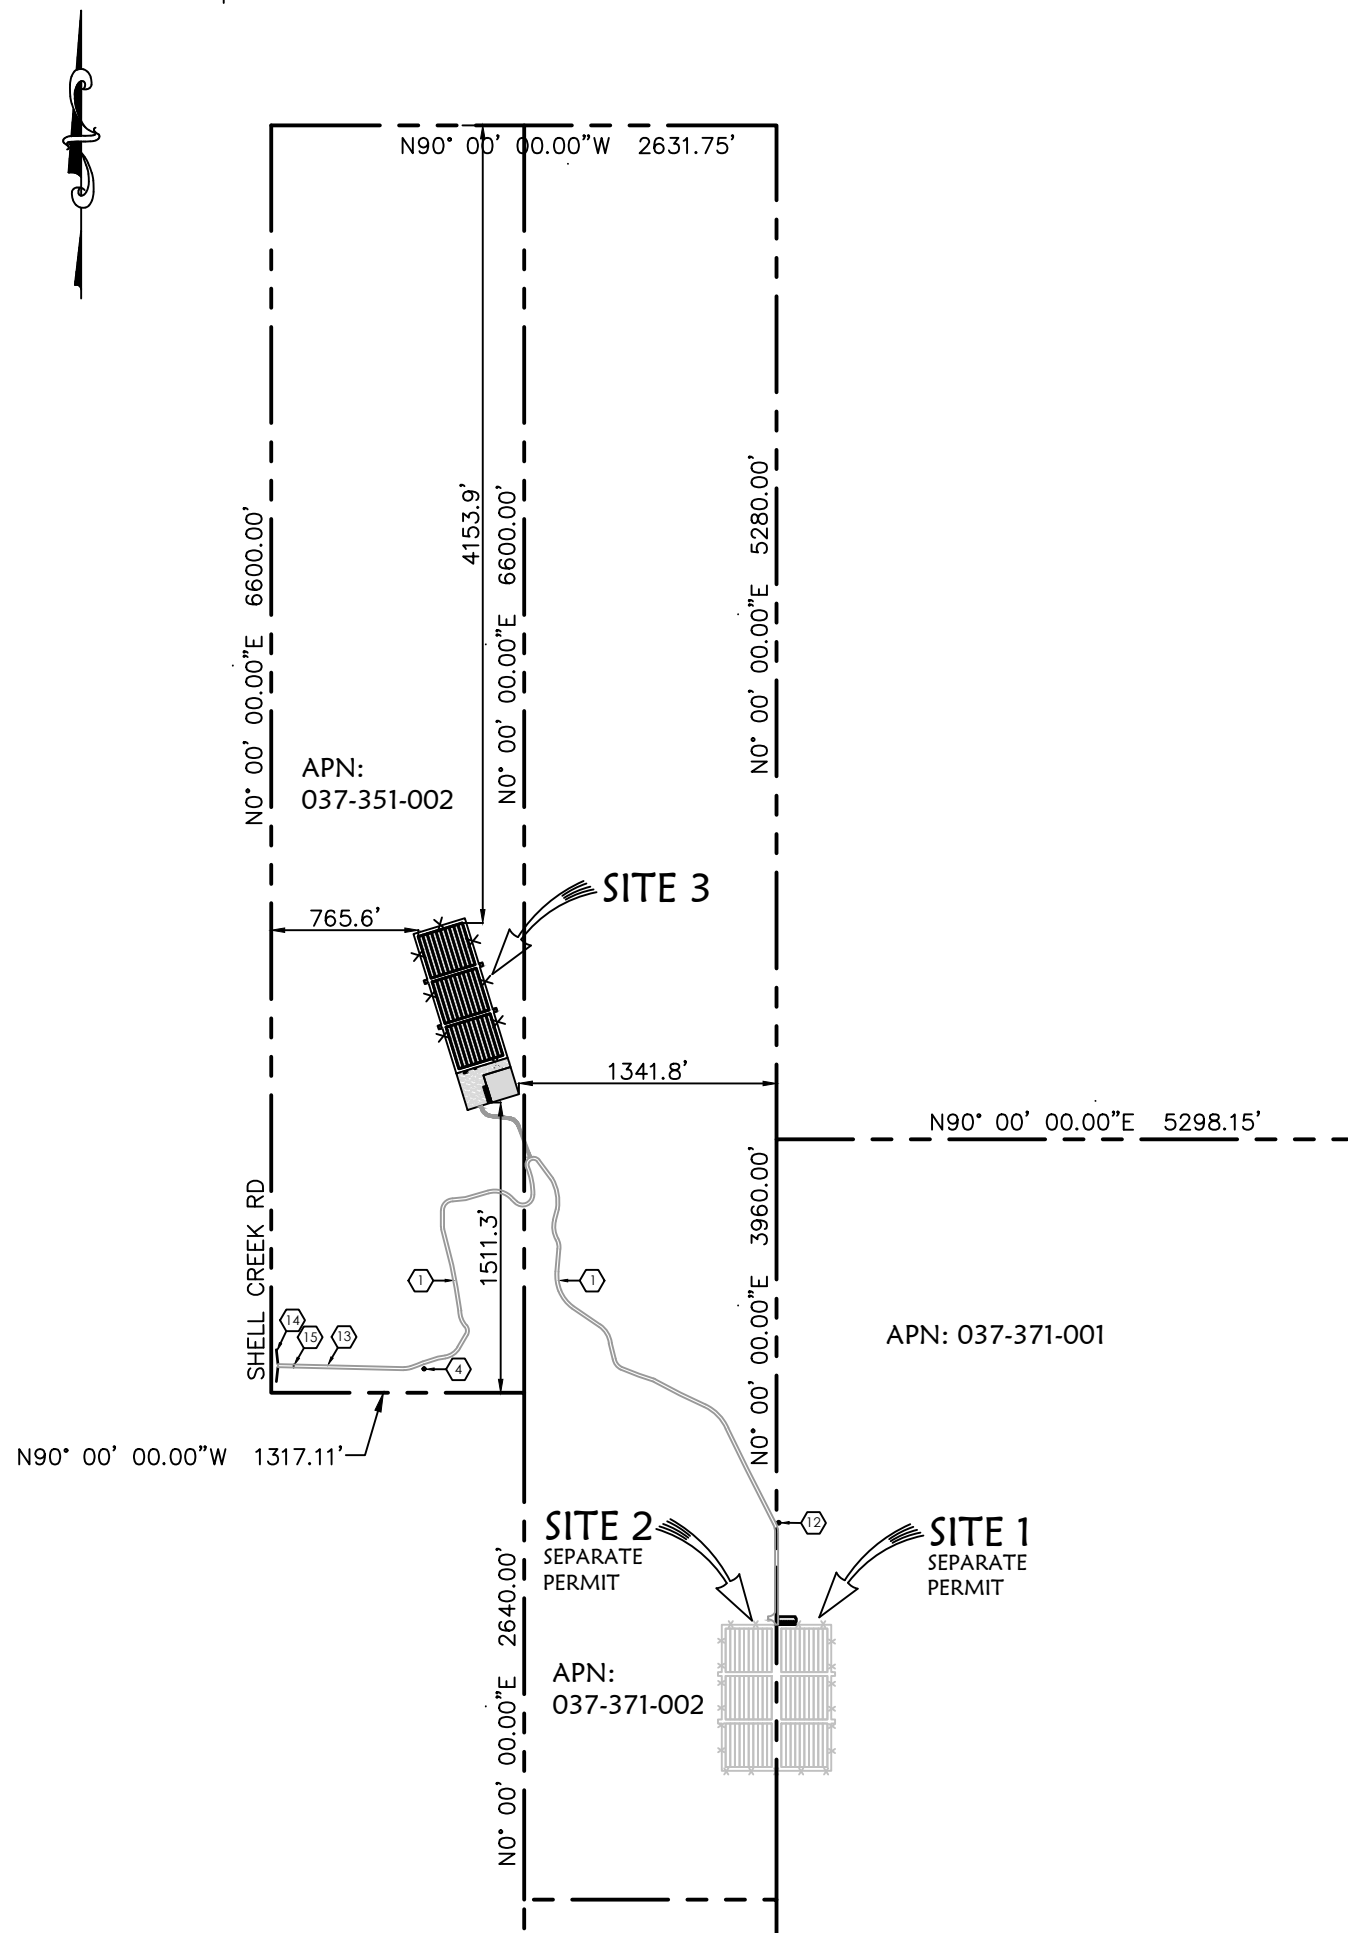 N90° 00' 00.00"W 2631.75'
4153.9'
N0° 00' 00.00"E 6600.00'
N0° 00' 00.00"E 6600.00'
N0° 00' 00.00"E 5280.00'
APN:
037-351-002
SITE 3
765.6'
1341.8'
N90° 00' 00.00"E 5298.15'
SHELL CREEK RD
1511.3'
N0° 00' 00.00"E 3960.00'
1
1
14
15
13
4
APN: 037-371-001
N90° 00' 00.00"W 1317.11'
12
SITE 2
SEPARATE
PERMIT
SITE 1
SEPARATE
PERMIT
N0° 00' 00.00"E 2640.00'
APN:
037-371-002